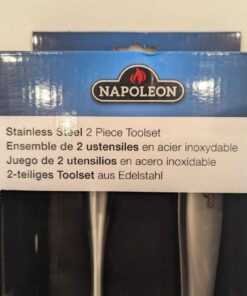 NAPOLEON
Stainless Steel 2 Piece Toolset
Ensemble de 2 ustensiles en acier inoxydable
Juego de 2 utensilios en acero inoxidable
2-teiliges Toolset aus Edelstahl